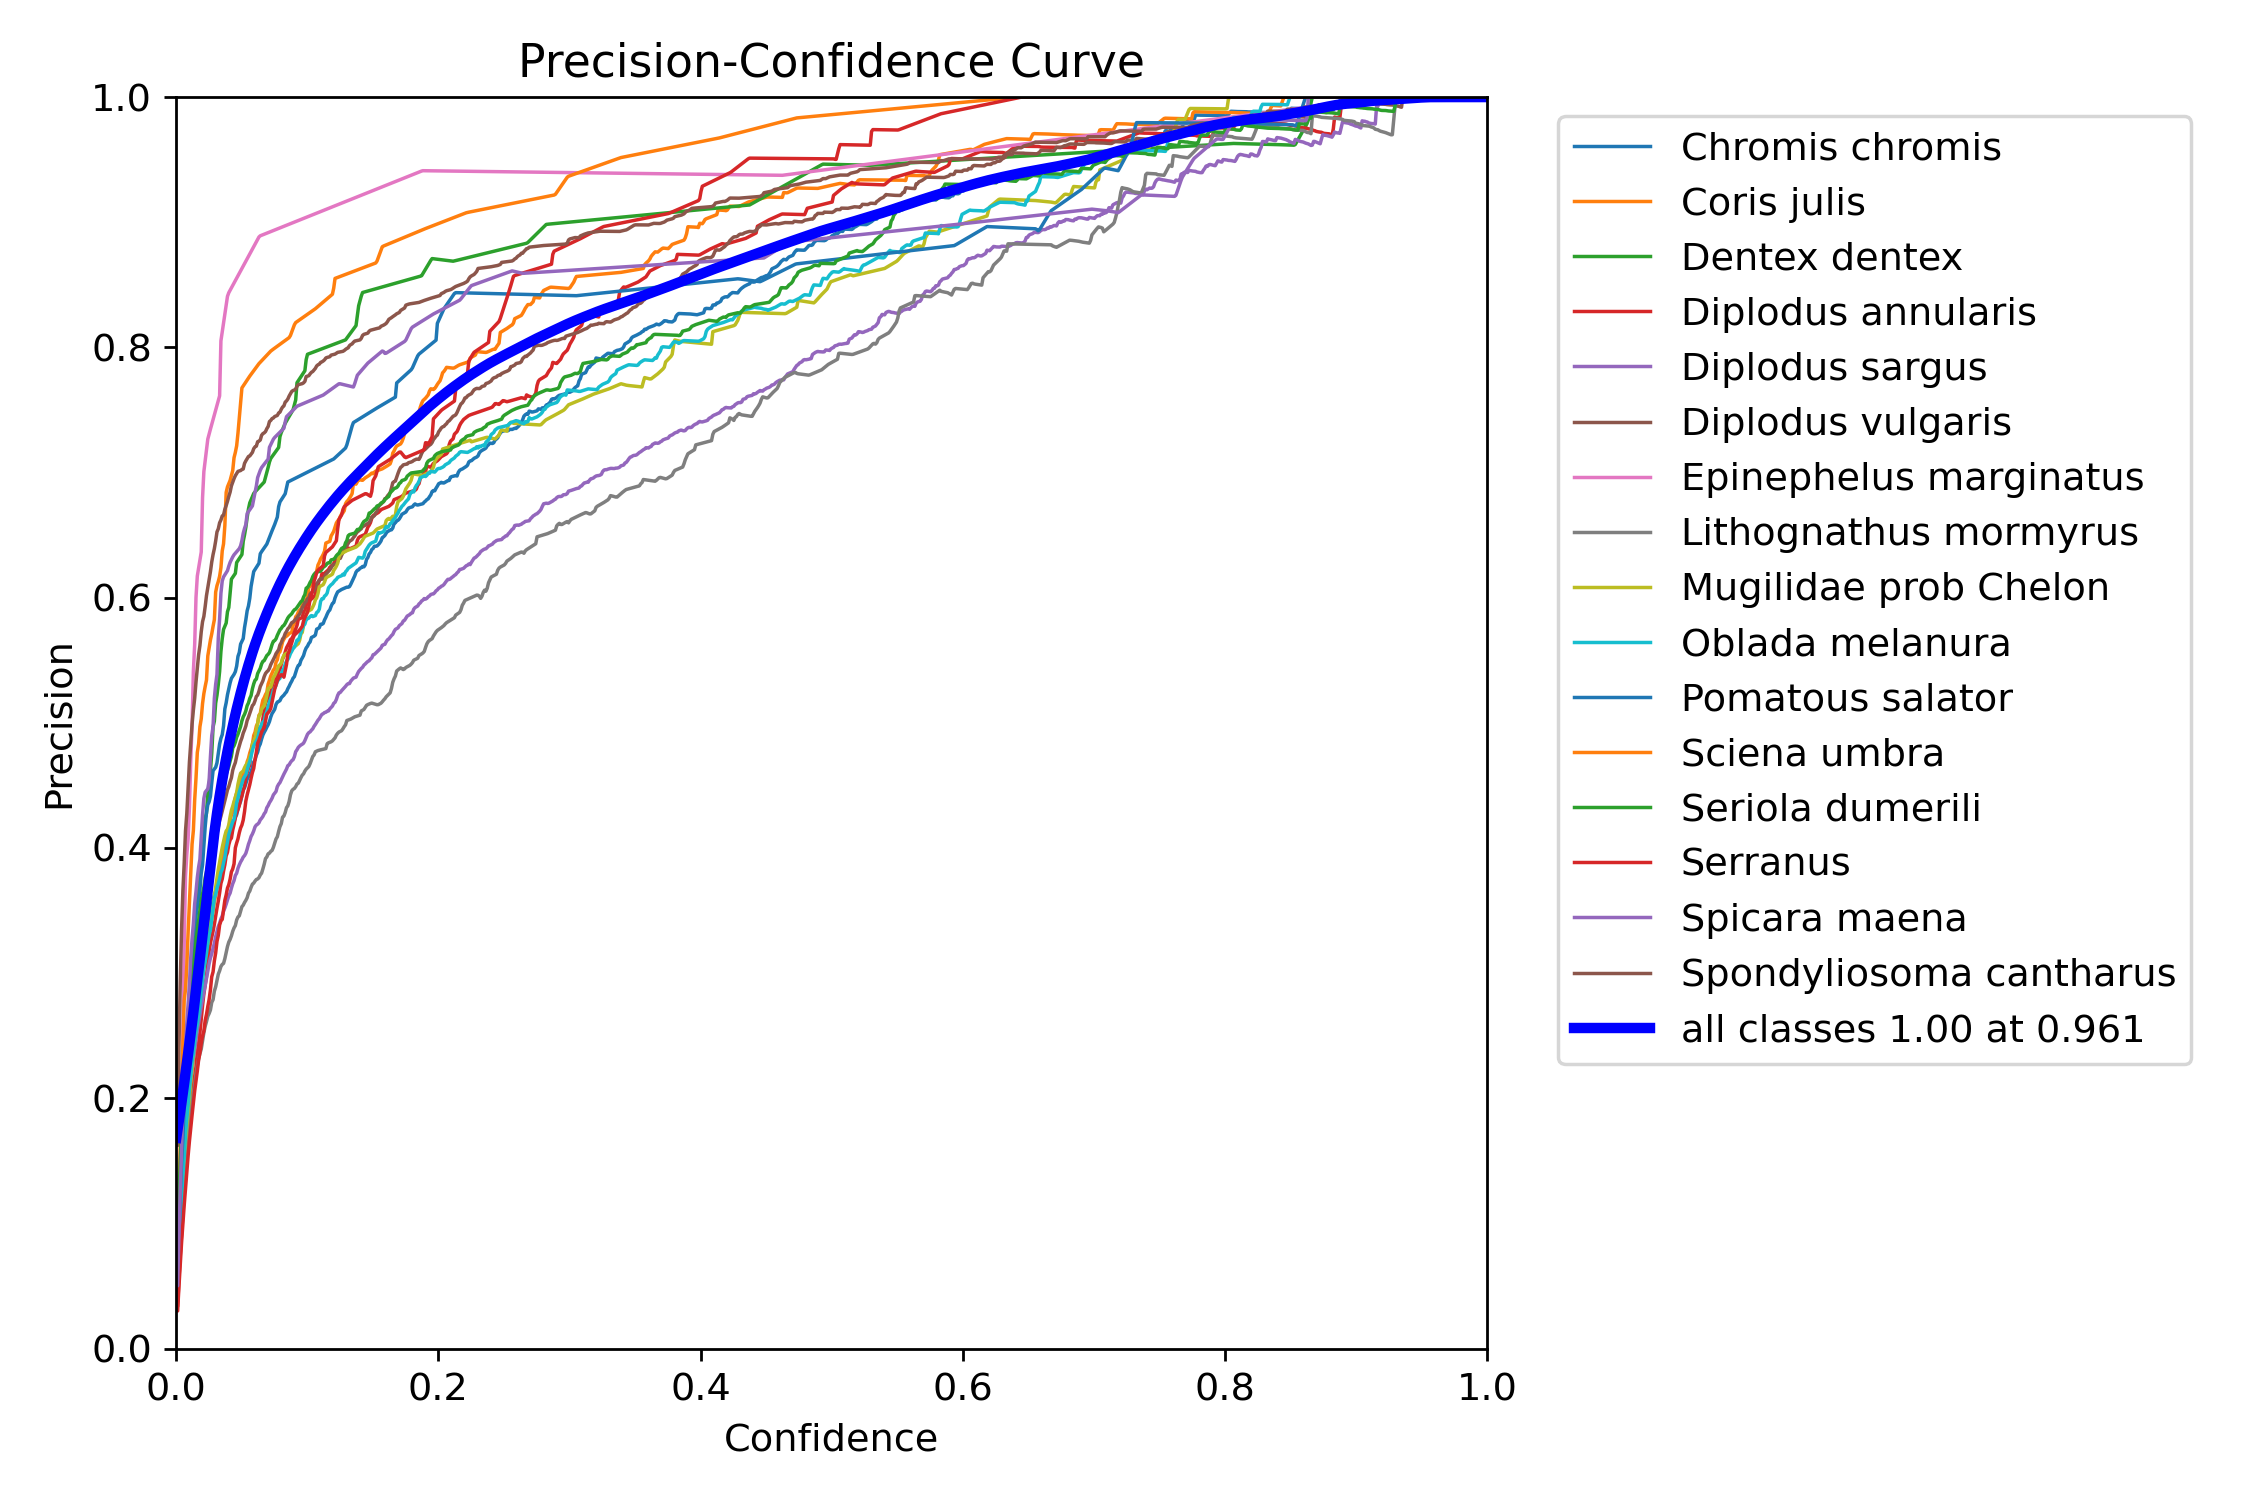 Precision-Confidence Curve
1.0
0.8
0.6
0.4
0.2
0.0
Precision
0.0 0.2 0.4 0.6 0.8 1.0
Confidence
Chromis chromis
Coris julis
Dentex dentex
Diplodus annularis
Diplodus sargus
Diplodus vulgaris
Epinephelus marginatus
Lithognathus mormyrus
Mugilidae prob Chelon
Oblada melanura
Pomatous salator
Sciena umbra
Seriola dumerili
Serranus
Spicara maena
Spondyliosoma cantharus
all classes 1.00 at 0.961